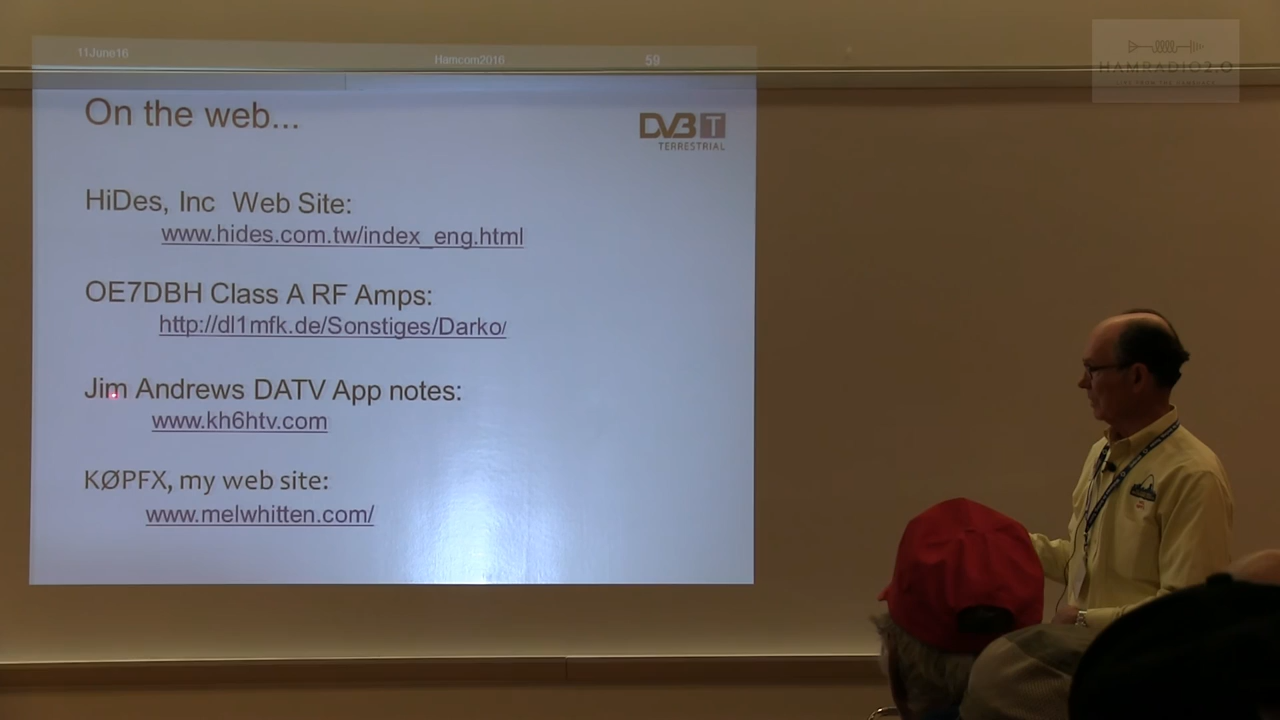 11June16 Hamcom2016 59
HAMRADIO2.0
On the web...
DVB T
TERRESTRIAL
HiDes, Inc Web Site:
www.hides.com.tw/index_eng.html
OE7DBH Class A RF Amps:
http://dl1mfk.de/Sonstiges/Darko/
Jim Andrews DATV App notes:
www.kh6htv.com
KØPFX, my web site:
www.melwhitten.com/